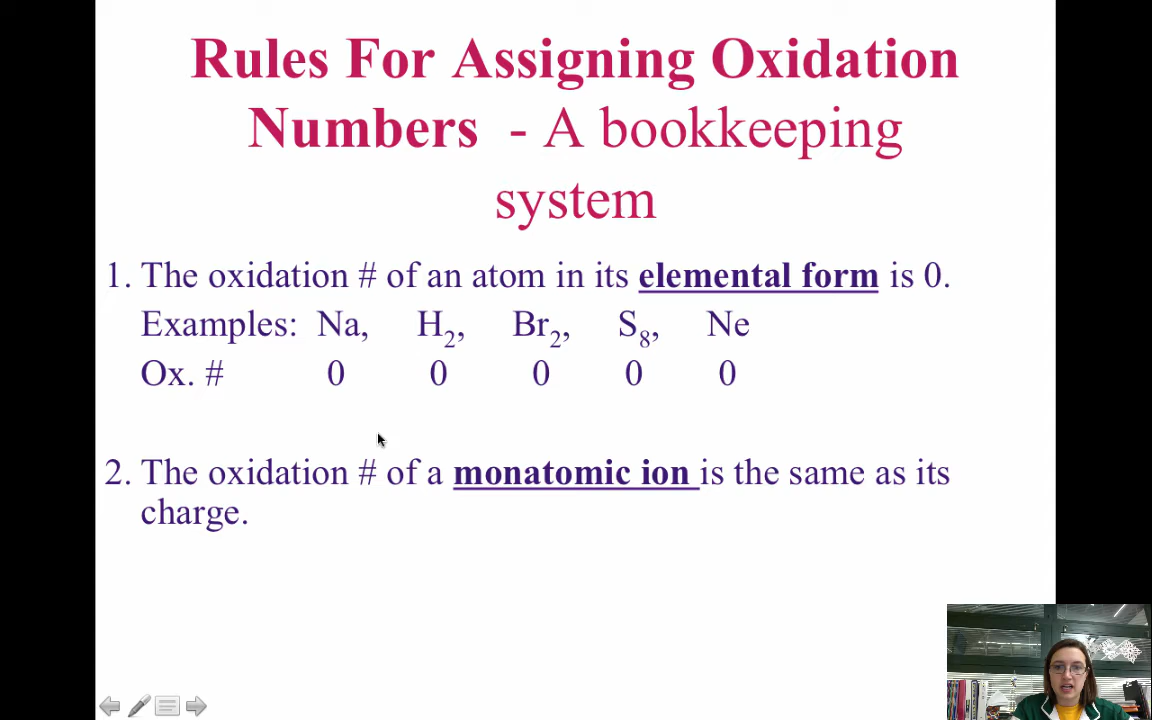 Rules For Assigning Oxidation
Numbers - A bookkeeping
system
1. The oxidation # of an atom in its elemental form is 0.
Examples: Na, H₂, Br₂, S₈, Ne
Ox. # 0 0 0 0 0
2. The oxidation # of a monatomic ion is the same as its
charge.